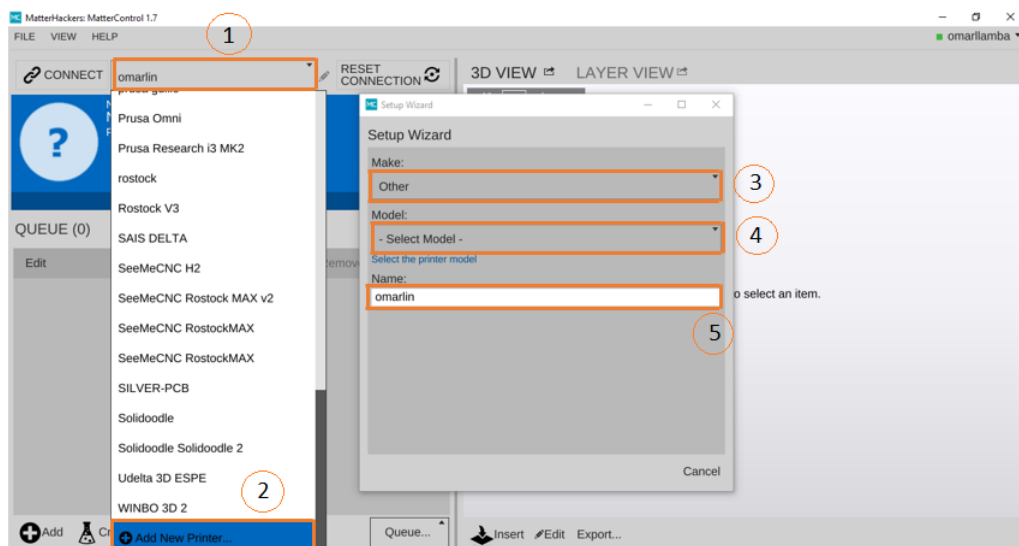 MatterHackers: MatterControl 1.7
FILE VIEW HELP
1
omarllamba
CONNECT
omarlin
RESET
CONNECTION
3D VIEW
LAYER VIEW
Prusa Omni
Prusa Research i3 MK2
rostock
Rostock V3
SAIS DELTA
SeeMeCNC H2
SeeMeCNC Rostock MAX v2
SeeMeCNC RostockMAX
SeeMeCNC RostockMAX
SILVER-PCB
Solidoodle
Solidoodle Solidoodle 2
Udelta 3D ESPE
WINBO 3D 2
2
Add New Printer...
?
QUEUE (0)
Edit
Setup Wizard
Setup Wizard
Make:
Other
3
Model:
- Select Model -
4
Select the printer model
Name:
omarlin
5
Cancel
o select an item.
Add
Queue...
Insert Edit Export...